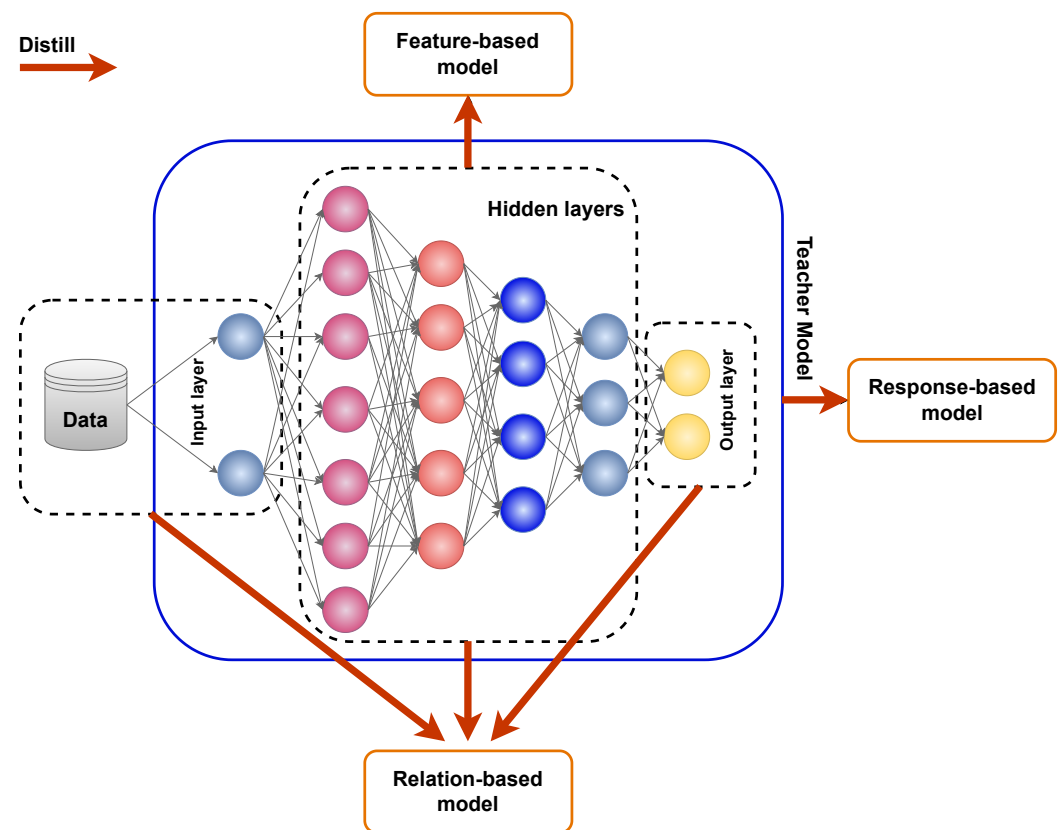 Distill
Feature-based
model
Hidden layers
Teacher Model
Data
Input layer
Output layer
Response-based
model
Relation-based
model